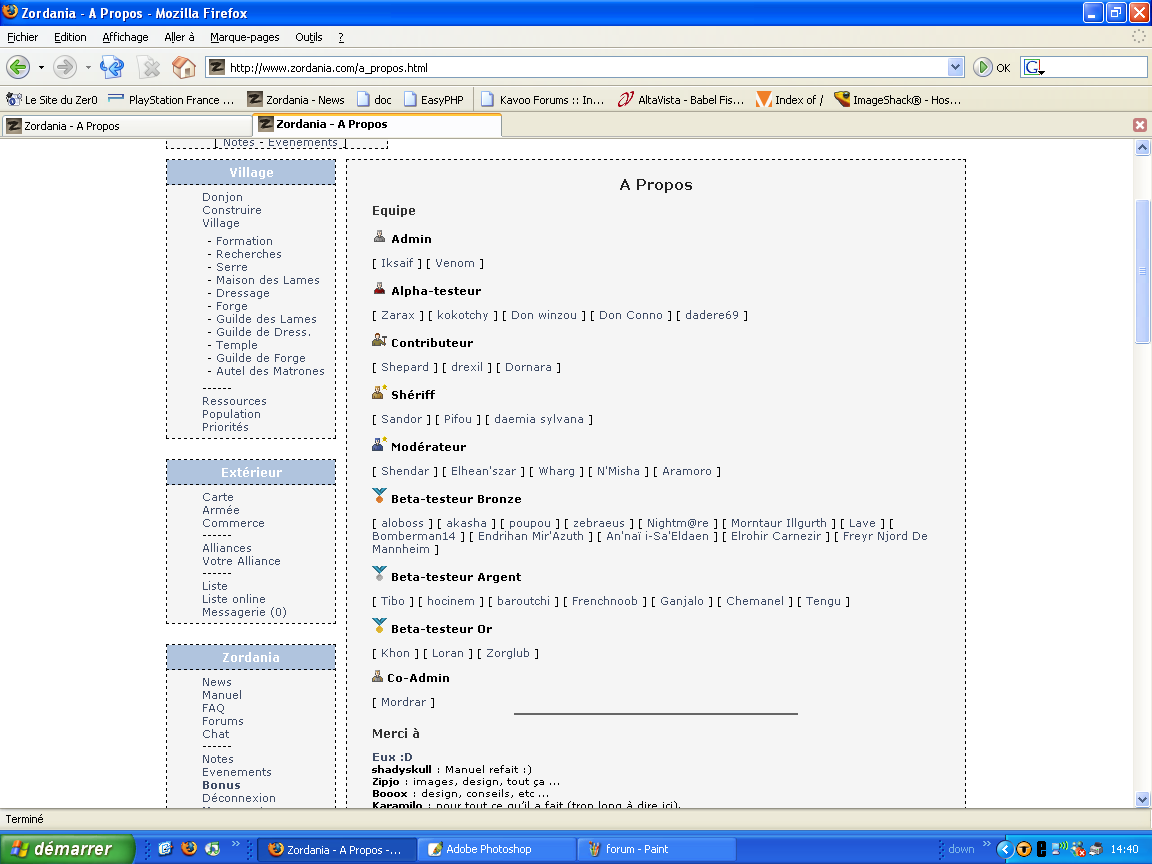 Zordania - A Propos - Mozilla Firefox
Fichier Edition Affichage Aller à Marque-pages Outils ?
http://www.zordania.com/a_propos.html OK G
Le Site du Zer0 PlayStation France ... Zordania - News doc EasyPHP Kavoo Forums :: In... AltaVista - Babel Fis... Index of / ImageShack® - Hos...
Zordania - A Propos Zordania - A Propos
[ Notes - Evenements ]
Village
Donjon
Construire
Village
- Formation
- Recherches
- Serre
- Maison des Lames
- Dressage
- Forge
- Guilde des Lames
- Guilde de Dress.
- Temple
- Guilde de Forge
- Autel des Matrones
------
Ressources
Population
Priorités
Extérieur
Carte
Armée
Commerce
------
Alliances
Votre Alliance
------
Liste
Liste online
Messagerie (0)
Zordania
News
Manuel
FAQ
Forums
Chat
------
Notes
Evenements
Bonus
Déconnexion
A Propos
Equipe
Admin
[ Iksaif ] [ Venom ]
Alpha-testeur
[ Zarax ] [ kokotchy ] [ Don winzou ] [ Don Conno ] [ dadere69 ]
Contributeur
[ Shepard ] [ drexil ] [ Dornara ]
Shériff
[ Sandor ] [ Pifou ] [ daemia sylvana ]
Modérateur
[ Shendar ] [ Elhean'szar ] [ Wharg ] [ N'Misha ] [ Aramoro ]
Beta-testeur Bronze
[ aloboss ] [ akasha ] [ poupou ] [ zebraeus ] [ Nightm@re ] [ Morntaur Illgurth ] [ Lave ] [
Bomberman14 ] [ Endrihan Mir'Azuth ] [ An'naï i-Sa'Eldaen ] [ Elrohir Carnezir ] [ Freyr Njord De
Mannheim ]
Beta-testeur Argent
[ Tibo ] [ hocinem ] [ baroutchi ] [ Frenchnoob ] [ Ganjalo ] [ Chemanel ] [ Tengu ]
Beta-testeur Or
[ Khon ] [ Loran ] [ Zorglub ]
Co-Admin
[ Mordrar ]
Merci à
Eux :D
shadyskull : Manuel refait :)
Zipjo : images, design, tout ça ...
Booox : design, conseils, etc ...
Karamilo : pour tout ce qu'il a fait (trop long à dire ici).
Terminé
démarrer Zordania - A Propos -... Adobe Photoshop forum - Paint down 14:40